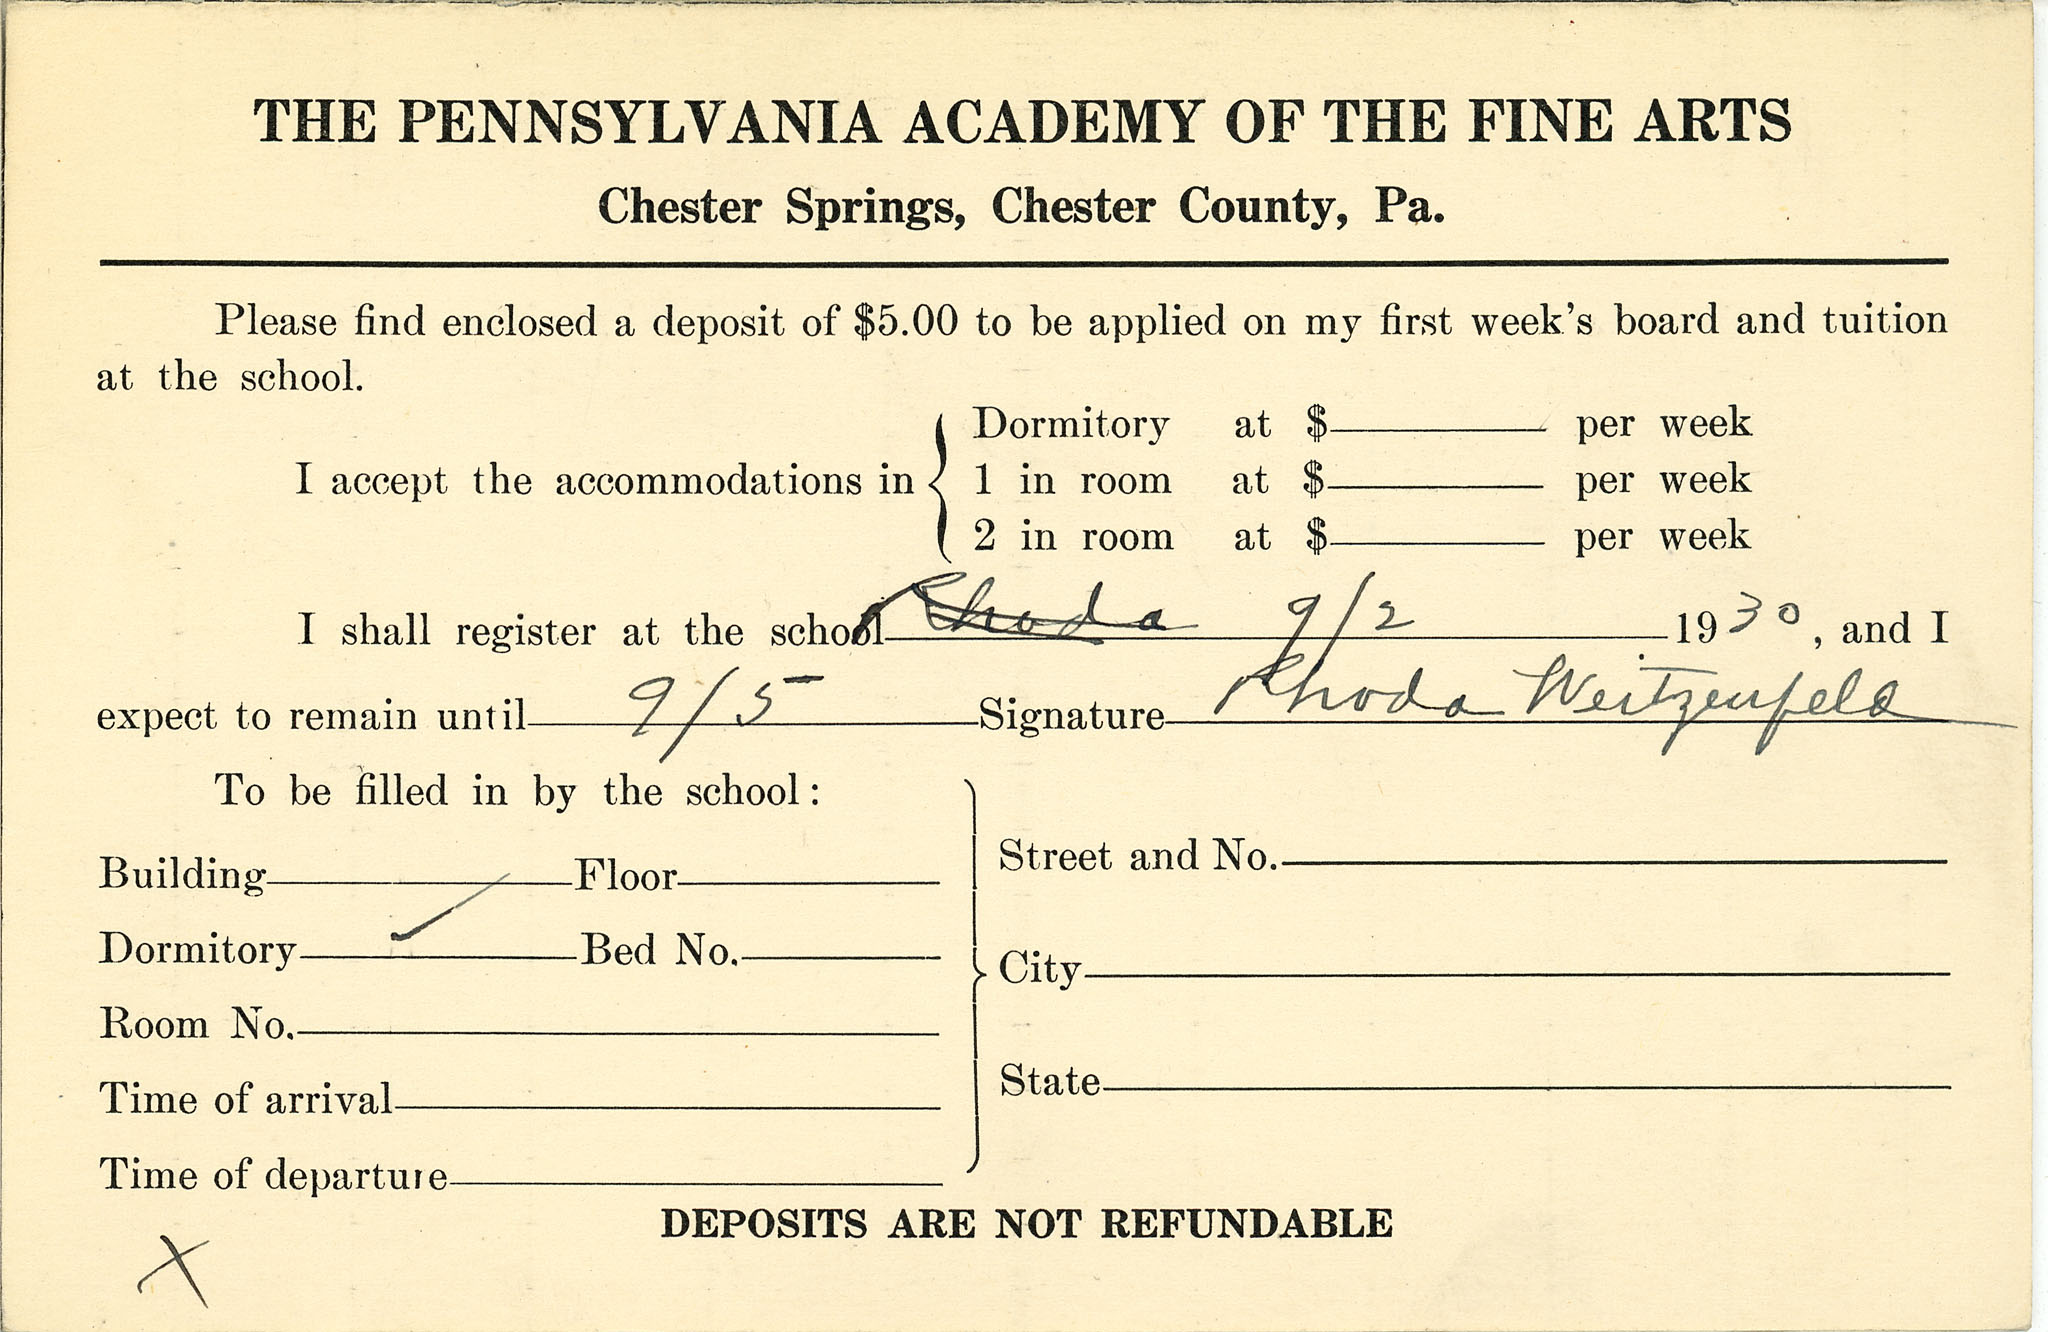 THE PENNSYLVANIA ACADEMY OF THE FINE ARTS
Chester Springs, Chester County, Pa.
Please find enclosed a deposit of $5.00 to be applied on my first week's board and tuition
at the school.
I accept the accommodations in
Dormitory at $ per week
1 in room at $ per week
2 in room at $ per week
I shall register at the school Rhoda 9/2 1930, and I
expect to remain until 9/5 Signature Rhoda Weitzenfeld
To be filled in by the school:
Building Floor
Dormitory ✓ Bed No.
Room No.
Time of arrival
Time of departure
Street and No.
City
State
DEPOSITS ARE NOT REFUNDABLE
X